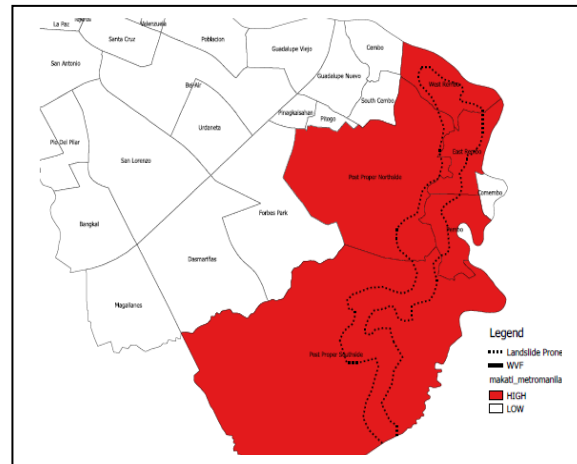 La Paz
Valenzuela
Santa Cruz
Poblacion
Guadalupe Viejo
Cembo
San Antonio
Guadalupe Nuevo
Bel-Air
South Cembo
West Rembo
Urdaneta
Pinagkaisahan
Pitogo
Pio Del Pilar
San Lorenzo
East Rembo
Post Proper Northside
Comembo
Forbes Park
Bangkal
Pembo
Dasmariñas
Magallanes
Post Proper Southside
Legend
Landslide Prone
WVF
makati_metromanila
HIGH
LOW